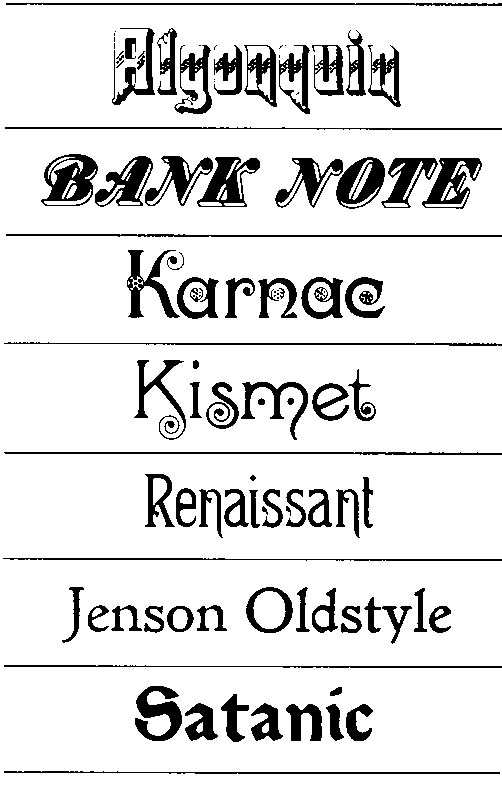 Algonquin
BANK NOTE
Karnac
Kismet
Renaissant
Jenson Oldstyle
Satanic